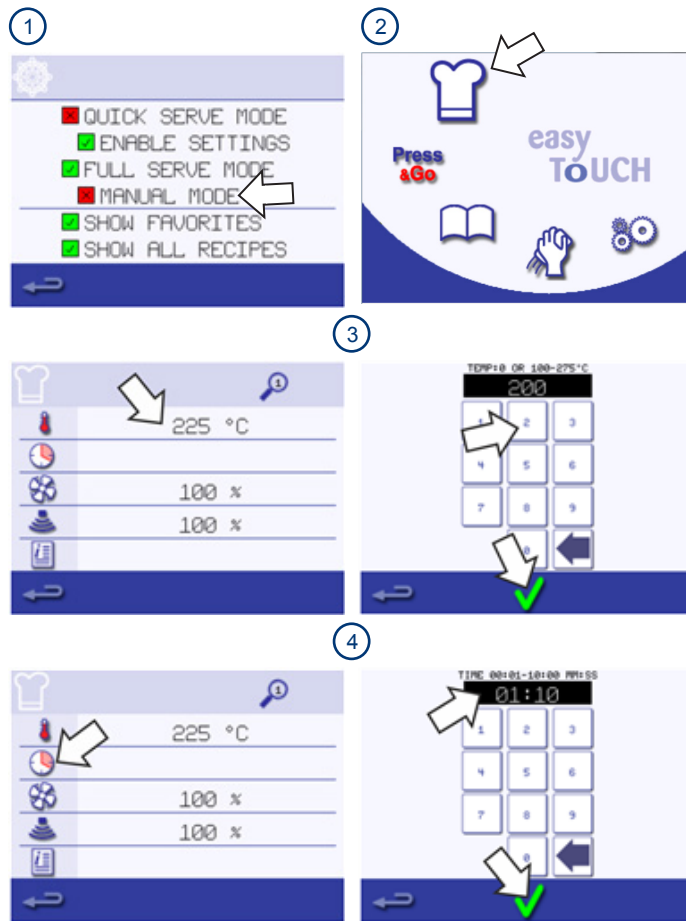 1
QUICK SERVE MODE
ENABLE SETTINGS
FULL SERVE MODE
MANUAL MODE
SHOW FAVORITES
SHOW ALL RECIPES
2
easy
ToUCH
Press
&Go
3
1
225 °C
100 %
100 %
i
TEMP:0 OR 100-275°C
200
1 2 3
4 5 6
7 8 9
0
4
1
225 °C
100 %
100 %
i
TIME 00:01-10:00 MM:SS
01:10
1 2 3
4 5 6
7 8 9
0